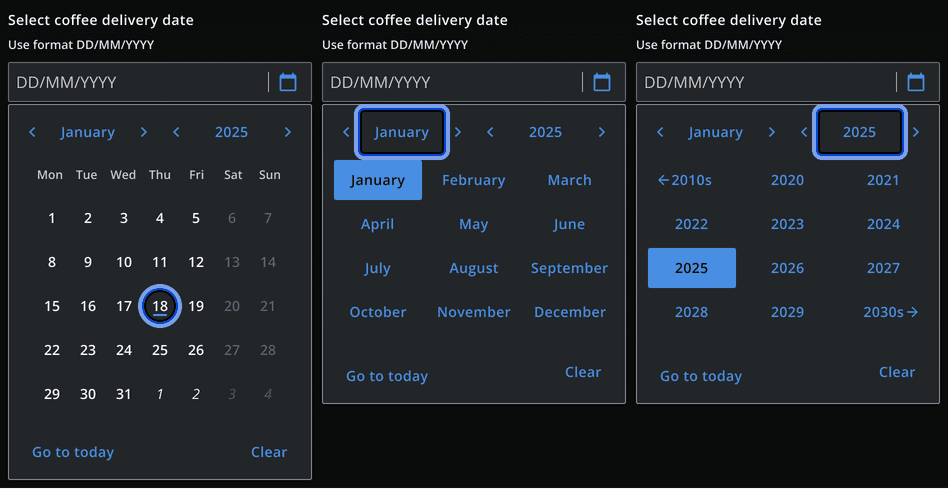 Select coffee delivery date
Use format DD/MM/YYYY
DD/MM/YYYY
January 2025
Mon Tue Wed Thu Fri Sat Sun
1 2 3 4 5 6 7
8 9 10 11 12 13 14
15 16 17 18 19 20 21
22 23 24 25 26 27 28
29 30 31 1 2 3 4
Go to today Clear
Select coffee delivery date
Use format DD/MM/YYYY
DD/MM/YYYY
January 2025
January February March
April May June
July August September
October November December
Go to today Clear
Select coffee delivery date
Use format DD/MM/YYYY
DD/MM/YYYY
January 2025
←2010s 2020 2021
2022 2023 2024
2025 2026 2027
2028 2029 2030s→
Go to today Clear